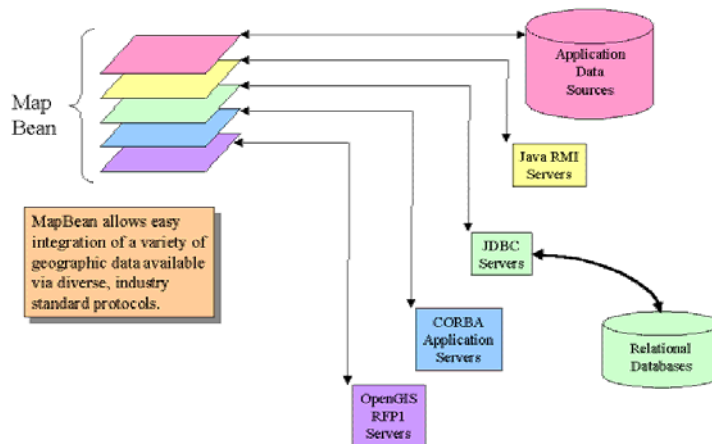 Application
Data
Sources
Map
Bean
Java RMI
Servers
MapBean allows easy
integration of a variety of
geographic data available
via diverse, industry
standard protocols.
JDBC
Servers
CORBA
Application
Servers
Relational
Databases
OpenGIS
RFP1
Servers